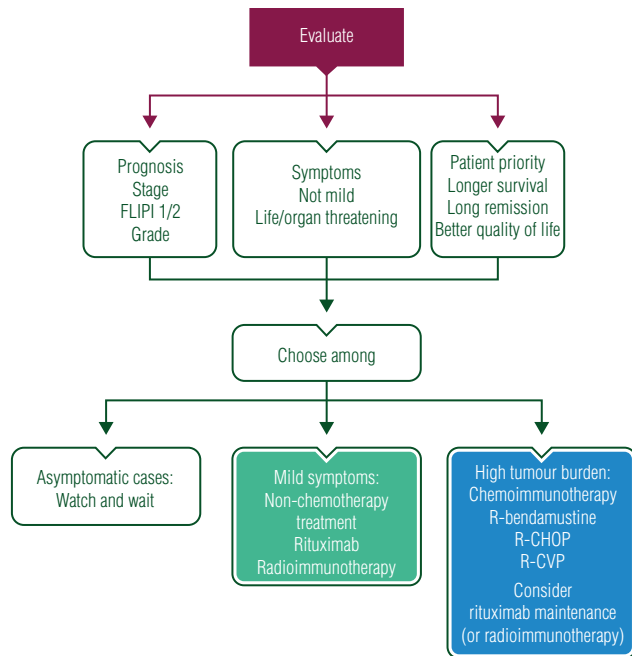 Evaluate
Prognosis
Stage
FLIPI 1/2
Grade
Symptoms
Not mild
Life/organ threatening
Patient priority
Longer survival
Long remission
Better quality of life
Choose among
Asymptomatic cases:
Watch and wait
Mild symptoms:
Non-chemotherapy
treatment
Rituximab
Radioimmunotherapy
High tumour burden:
Chemoimmunotherapy
R-bendamustine
R-CHOP
R-CVP
Consider
rituximab maintenance
(or radioimmunotherapy)